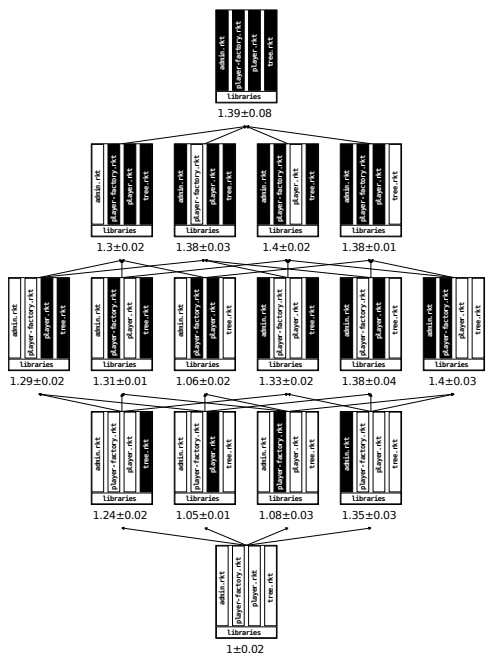 admin.rkt
player-factory.rkt
player.rkt
tree.rkt
libraries
1.39±0.08
admin.rkt
player-factory.rkt
player.rkt
tree.rkt
libraries
1.3±0.02
admin.rkt
player-factory.rkt
player.rkt
tree.rkt
libraries
1.38±0.03
admin.rkt
player-factory.rkt
player.rkt
tree.rkt
libraries
1.4±0.02
admin.rkt
player-factory.rkt
player.rkt
tree.rkt
libraries
1.38±0.01
admin.rkt
player-factory.rkt
player.rkt
tree.rkt
libraries
1.29±0.02
admin.rkt
player-factory.rkt
player.rkt
tree.rkt
libraries
1.31±0.01
admin.rkt
player-factory.rkt
player.rkt
tree.rkt
libraries
1.06±0.02
admin.rkt
player-factory.rkt
player.rkt
tree.rkt
libraries
1.33±0.02
admin.rkt
player-factory.rkt
player.rkt
tree.rkt
libraries
1.38±0.04
admin.rkt
player-factory.rkt
player.rkt
tree.rkt
libraries
1.4±0.03
admin.rkt
player-factory.rkt
player.rkt
tree.rkt
libraries
1.24±0.02
admin.rkt
player-factory.rkt
player.rkt
tree.rkt
libraries
1.05±0.01
admin.rkt
player-factory.rkt
player.rkt
tree.rkt
libraries
1.08±0.03
admin.rkt
player-factory.rkt
player.rkt
tree.rkt
libraries
1.35±0.03
admin.rkt
player-factory.rkt
player.rkt
tree.rkt
libraries
1±0.02